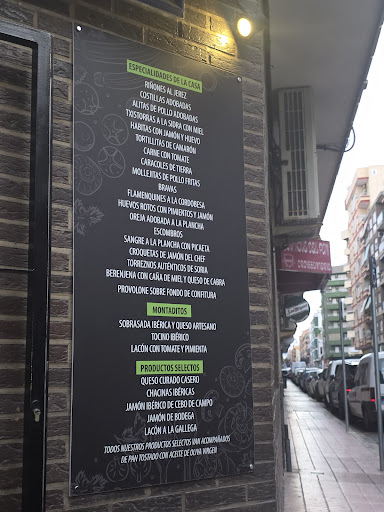 ESPECIALIDADES DE LA CASA
RIÑONES AL JEREZ
COSTILLAS ADOBADAS
ALITAS DE POLLO ADOBADAS
TXISTORRAS A LA SIDRA CON MIEL
HABITAS CON JAMÓN Y HUEVO
TORTILLITAS DE CAMARÓN
CARNE CON TOMATE
CARACOLES DE TIERRA
MOLLEJITAS DE POLLO FRITAS
BRAVAS
FLAMENQUINES A LA CORDOBESA
HUEVOS ROTOS CON PIMIENTOS Y JAMÓN
OREJA ADOBADA A LA PLANCHA
ESCOMBROS
SANGRE A LA PLANCHA CON PICAETA
CROQUETAS DE JAMÓN DEL CHEF
TORREZNOS AUTÉNTICOS DE SORIA
BERENJENA CON CAÑA DE MIEL Y QUESO DE CABRA
PROVOLONE SOBRE FONDO DE CONFITURA
MONTADITOS
SOBRASADA IBÉRICA Y QUESO ARTESANO
TOCINO IBÉRICO
LACÓN CON TOMATE Y PIMIENTA
PRODUCTOS SELECTOS
QUESO CURADO CASERO
CHACINAS IBÉRICAS
JAMÓN IBÉRICO DE CEBO DE CAMPO
JAMÓN DE BODEGA
LACÓN A LA GALLEGA
TODOS NUESTROS PRODUCTOS SELECTOS VAN ACOMPAÑADOS
DE PAN TOSTADO CON ACEITE DE OLIVA VIRGEN